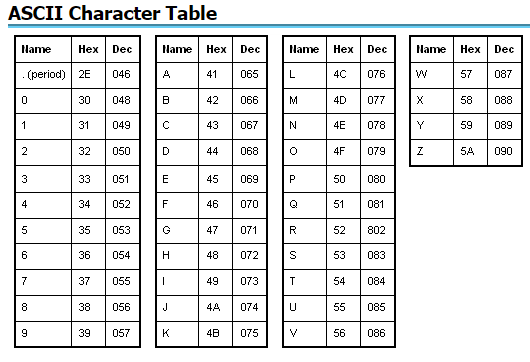 ASCII Character Table
Name Hex Dec Name Hex Dec Name Hex Dec Name Hex Dec
. (period) 2E 046 A 41 065 L 4C 076 W 57 087
0 30 048 B 42 066 M 4D 077 X 58 088
1 31 049 C 43 067 N 4E 078 Y 59 089
2 32 050 D 44 068 O 4F 079 Z 5A 090
3 33 051 E 45 069 P 50 080
4 34 052 F 46 070 Q 51 081
5 35 053 G 47 071 R 52 802
6 36 054 H 48 072 S 53 083
7 37 055 I 49 073 T 54 084
8 38 056 J 4A 074 U 55 085
9 39 057 K 4B 075 V 56 086